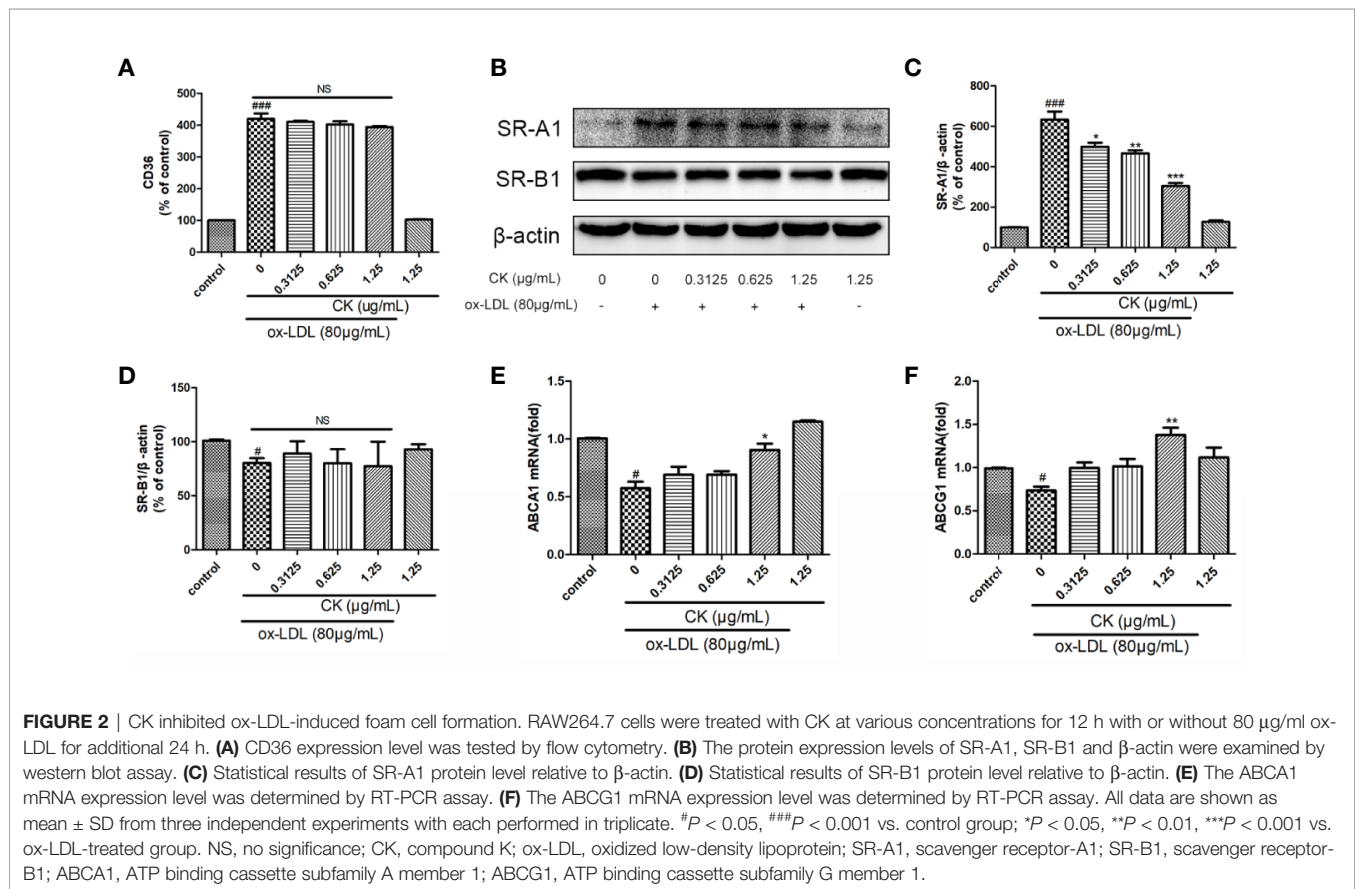 A
NS
###
500
400
300
200
100
0
CD36
(% of control)
control
0
0.3125
0.625
1.25
1.25
CK (ug/mL)
ox-LDL (80µg/mL)
B
SR-A1
SR-B1
β-actin
CK (µg/mL) 0 0 0.3125 0.625 1.25 1.25
ox-LDL (80µg/mL) - + + + + -
C
800
600
400
200
0
SR-A1/β -actin
(% of control)
###
*
**
***
control
0
0.3125
0.625
1.25
1.25
CK (µg/mL)
ox-LDL (80µg/mL)
D
150
100
50
0
SR-B1/β -actin
(% of control)
NS
#
control
0
0.3125
0.625
1.25
1.25
CK (µg/mL)
ox-LDL (80µg/mL)
E
1.5
1.0
0.5
0.0
ABCA1 mRNA(fold)
#
*
control
0
0.3125
0.625
1.25
1.25
CK (µg/mL)
ox-LDL (80µg/mL)
F
2.0
1.5
1.0
0.5
0.0
ABCG1 mRNA(fold)
#
**
control
0
0.3125
0.625
1.25
1.25
CK (µg/mL)
ox-LDL (80µg/mL)
FIGURE 2 | CK inhibited ox-LDL-induced foam cell formation. RAW264.7 cells were treated with CK at various concentrations for 12 h with or without 80 μg/ml ox-
LDL for additional 24 h. (A) CD36 expression level was tested by flow cytometry. (B) The protein expression levels of SR-A1, SR-B1 and β-actin were examined by
western blot assay. (C) Statistical results of SR-A1 protein level relative to β-actin. (D) Statistical results of SR-B1 protein level relative to β-actin. (E) The ABCA1
mRNA expression level was determined by RT-PCR assay. (F) The ABCG1 mRNA expression level was determined by RT-PCR assay. All data are shown as
mean ± SD from three independent experiments with each performed in triplicate. #P < 0.05, ###P < 0.001 vs. control group; *P < 0.05, **P < 0.01, ***P < 0.001 vs.
ox-LDL-treated group. NS, no significance; CK, compound K; ox-LDL, oxidized low-density lipoprotein; SR-A1, scavenger receptor-A1; SR-B1, scavenger receptor-
B1; ABCA1, ATP binding cassette subfamily A member 1; ABCG1, ATP binding cassette subfamily G member 1.